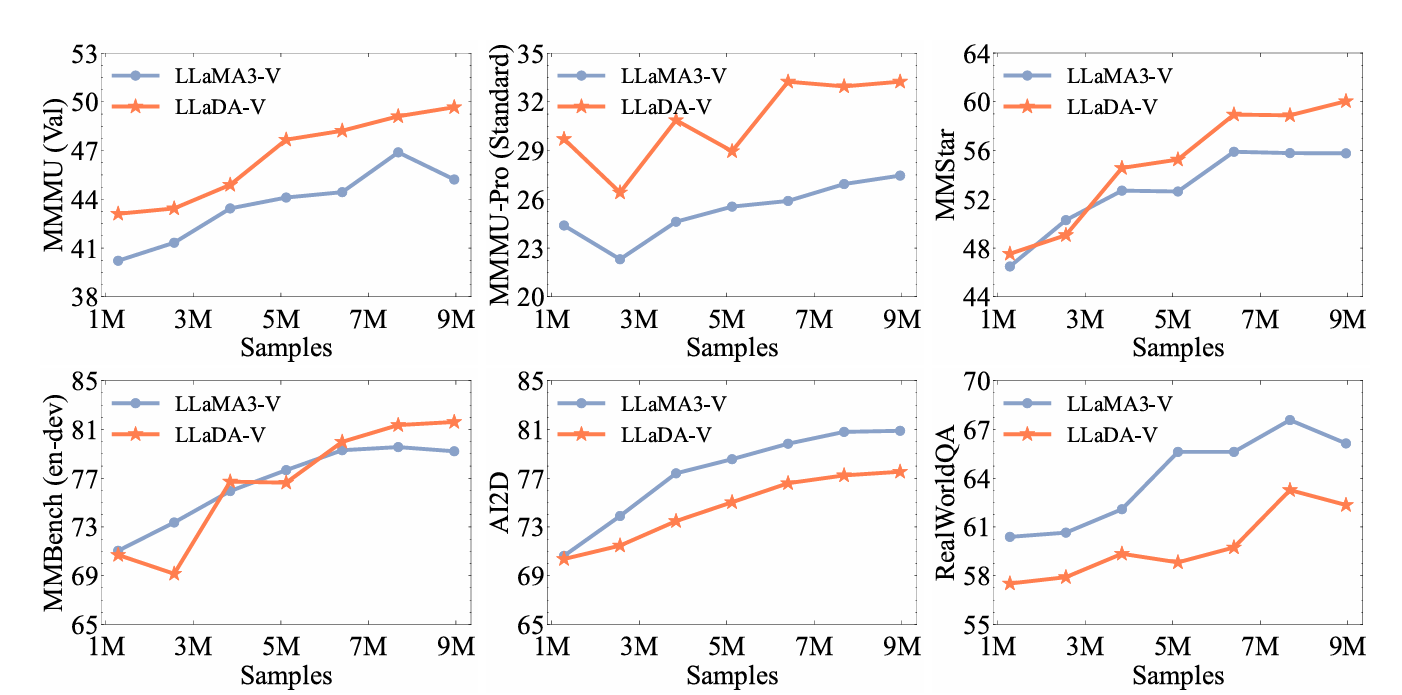 MMMU (Val)
53
50
47
44
41
38
LLaMA3-V
LLaDA-V
1M 3M 5M 7M 9M
Samples
MMMU-Pro (Standard)
35
32
29
26
23
20
LLaMA3-V
LLaDA-V
1M 3M 5M 7M 9M
Samples
MMStar
64
60
56
52
48
44
LLaMA3-V
LLaDA-V
1M 3M 5M 7M 9M
Samples
MMBench (en-dev)
85
81
77
73
69
65
LLaMA3-V
LLaDA-V
1M 3M 5M 7M 9M
Samples
AI2D
85
81
77
73
69
65
LLaMA3-V
LLaDA-V
1M 3M 5M 7M 9M
Samples
RealWorldQA
70
67
64
61
58
55
LLaMA3-V
LLaDA-V
1M 3M 5M 7M 9M
Samples